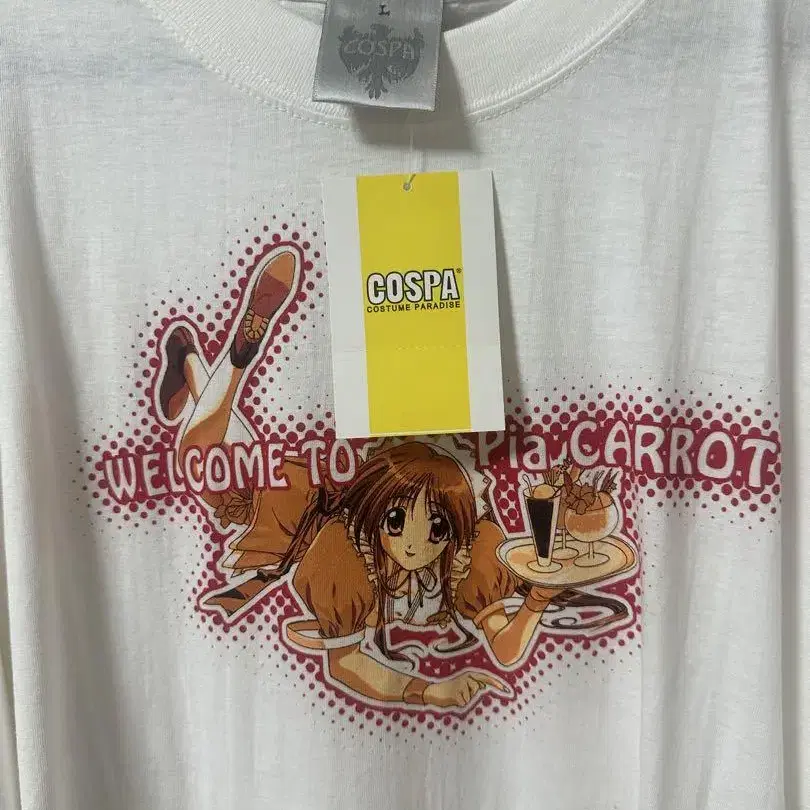 L
COSPA
COSPA®
COSTUME PARADISE
WELCOME TO Pia CARROT